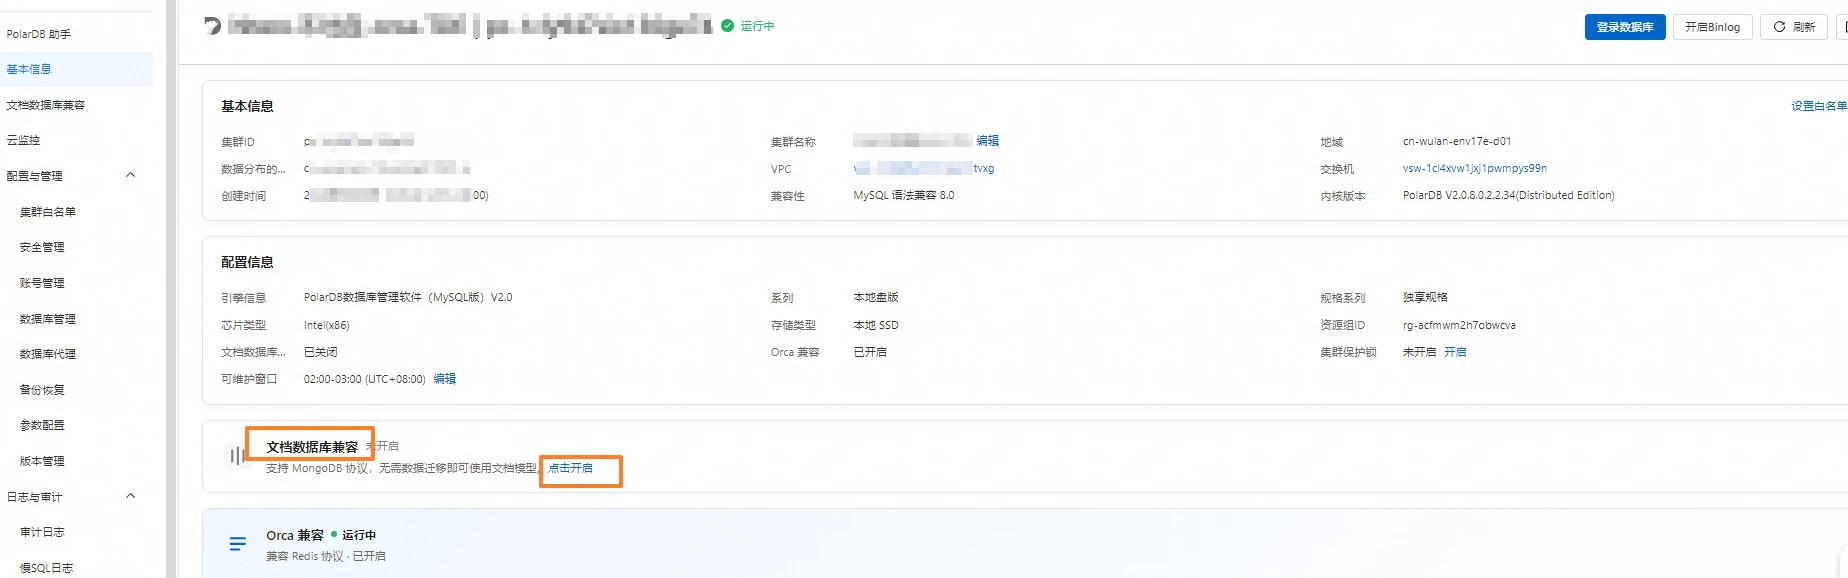 PolarDB 助手
基本信息
文档数据库兼容
云监控
配置与管理
集群白名单
安全管理
账号管理
数据库管理
数据库代理
备份恢复
参数配置
版本管理
日志与审计
审计日志
慢SQL日志
运行中
登录数据库
开启Binlog
刷新
基本信息
设置白名单
集群ID
集群名称 编辑
地域 cn-wulan-env17e-d01
数据分布的...
VPC tvxg
交换机 vsw-1cl4xvw1jxj1pwmpys99n
创建时间 00)
兼容性 MySQL 语法兼容 8.0
内核版本 PolarDB V2.0.8.0.2.2.34(Distributed Edition)
配置信息
引擎信息 PolarDB数据库管理软件（MySQL版）V2.0
系列 本地盘版
规格系列 独享规格
芯片类型 Intel(x86)
存储类型 本地 SSD
资源组ID rg-acfmwm2h7obwcva
文档数据库... 已关闭
Orca 兼容 已开启
集群保护锁 未开启 开启
可维护窗口 02:00-03:00 (UTC+08:00) 编辑
文档数据库兼容 未开启
支持 MongoDB 协议，无需数据迁移即可使用文档模型。 点击开启
Orca 兼容 运行中
兼容 Redis 协议 · 已开启